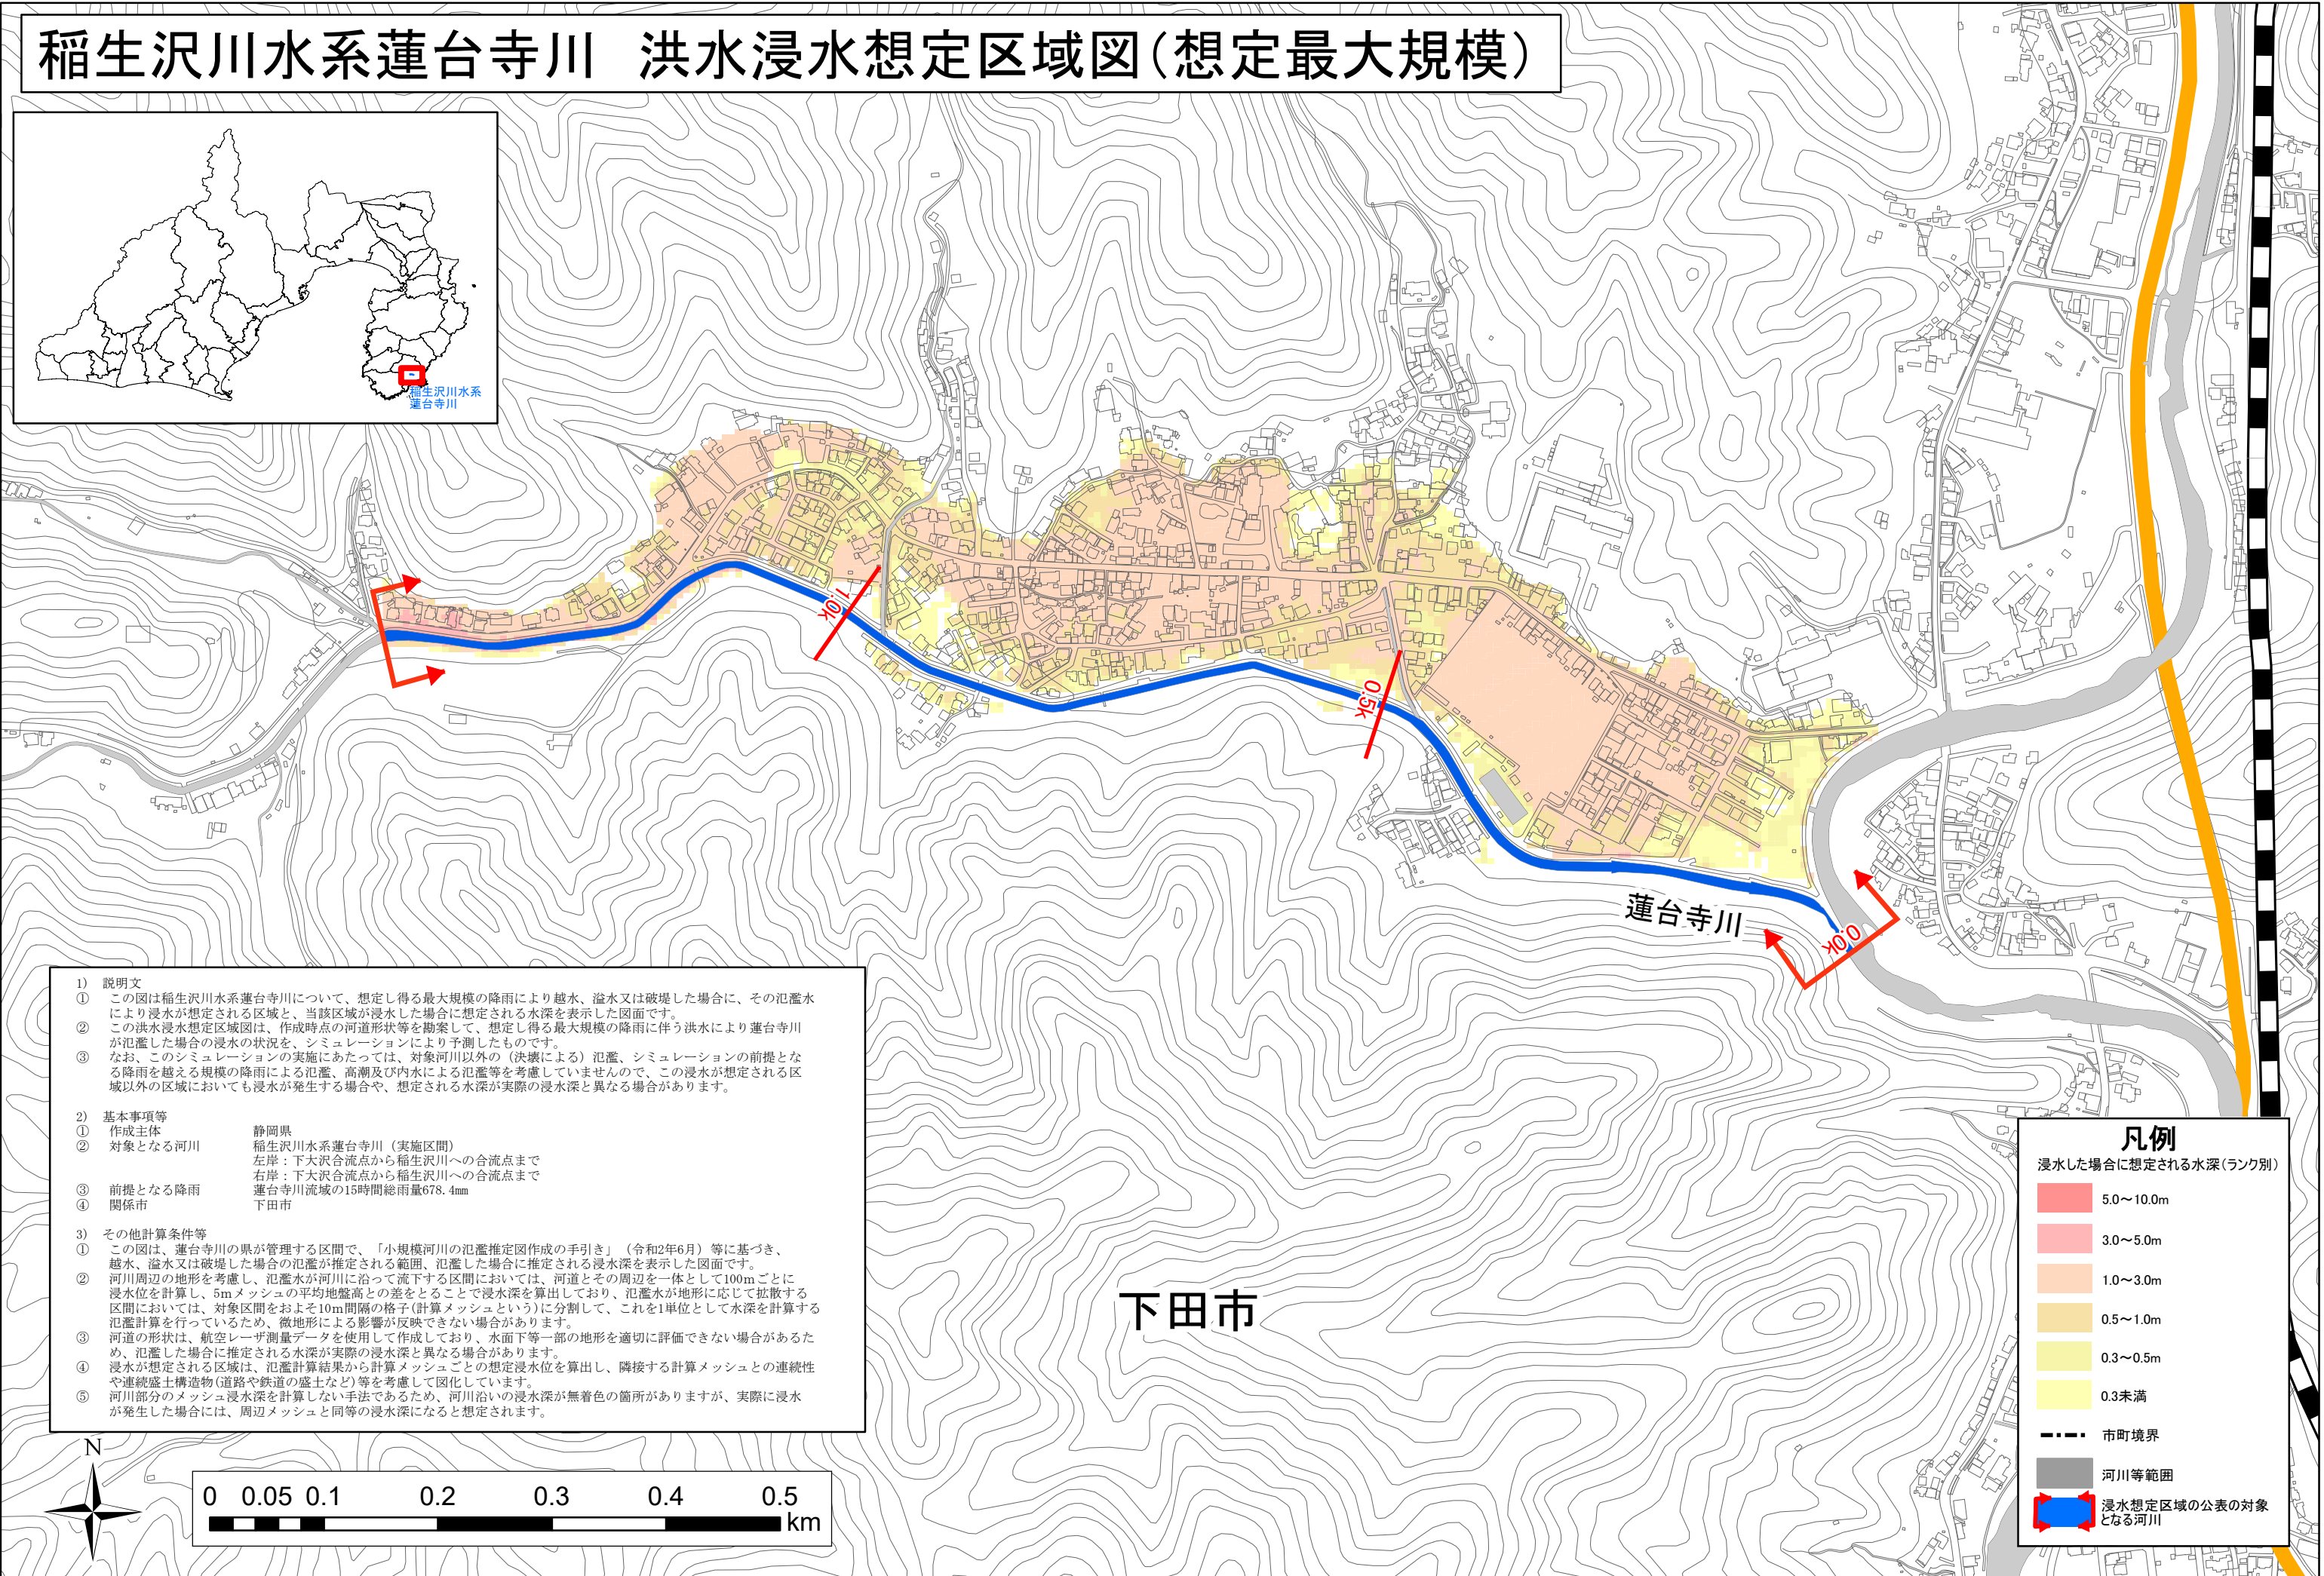 稲生沢川水系蓮台寺川　洪水浸水想定区域図（想定最大規模）
稲生沢川水系
蓮台寺川
1.0k
0.5k
蓮台寺川
0.0k
1)　説明文
①　この図は稲生沢川水系蓮台寺川について、想定し得る最大規模の降雨により越水、溢水又は破堤した場合に、その氾濫水
により浸水が想定される区域と、当該区域が浸水した場合に想定される水深を表示した図面です。
②　この洪水浸水想定区域図は、作成時点の河道形状等を勘案して、想定し得る最大規模の降雨に伴う洪水により蓮台寺川
が氾濫した場合の浸水の状況を、シミュレーションにより予測したものです。
③　なお、このシミュレーションの実施にあたっては、対象河川以外の（決壊による）氾濫、シミュレーションの前提とな
る降雨を越える規模の降雨による氾濫、高潮及び内水による氾濫等を考慮していませんので、この浸水が想定される区
域以外の区域においても浸水が発生する場合や、想定される水深が実際の浸水深と異なる場合があります。
2)　基本事項等
①　作成主体　静岡県
②　対象となる河川　稲生沢川水系蓮台寺川（実施区間）
左岸：下大沢合流点から稲生沢川への合流点まで
右岸：下大沢合流点から稲生沢川への合流点まで
③　前提となる降雨　蓮台寺川流域の15時間総雨量678.4mm
④　関係市　下田市
3)　その他計算条件等
①　この図は、蓮台寺川の県が管理する区間で、「小規模河川の氾濫推定図作成の手引き」（令和2年6月）等に基づき、
越水、溢水又は破堤した場合の氾濫が推定される範囲、氾濫した場合に推定される浸水深を表示した図面です。
②　河川周辺の地形を考慮し、氾濫水が河川に沿って流下する区間においては、河道とその周辺を一体として100mごとに
浸水位を計算し、5mメッシュの平均地盤高との差をとることで浸水深を算出しており、氾濫水が地形に応じて拡散する
区間においては、対象区間をおよそ10m間隔の格子(計算メッシュという)に分割して、これを1単位として水深を計算する
氾濫計算を行っているため、微地形による影響が反映できない場合があります。
③　河道の形状は、航空レーザ測量データを使用して作成しており、水面下等一部の地形を適切に評価できない場合があるた
め、氾濫した場合に推定される水深が実際の浸水深と異なる場合があります。
④　浸水が想定される区域は、氾濫計算結果から計算メッシュごとの想定浸水位を算出し、隣接する計算メッシュとの連続性
や連続盛土構造物(道路や鉄道の盛土など)等を考慮して図化しています。
⑤　河川部分のメッシュ浸水深を計算しない手法であるため、河川沿いの浸水深が無着色の箇所がありますが、実際に浸水
が発生した場合には、周辺メッシュと同等の浸水深になると想定されます。
下田市
N
0 0.05 0.1 0.2 0.3 0.4 0.5
km
凡例
浸水した場合に想定される水深（ランク別）
5.0～10.0m
3.0～5.0m
1.0～3.0m
0.5～1.0m
0.3～0.5m
0.3未満
市町境界
河川等範囲
浸水想定区域の公表の対象
となる河川